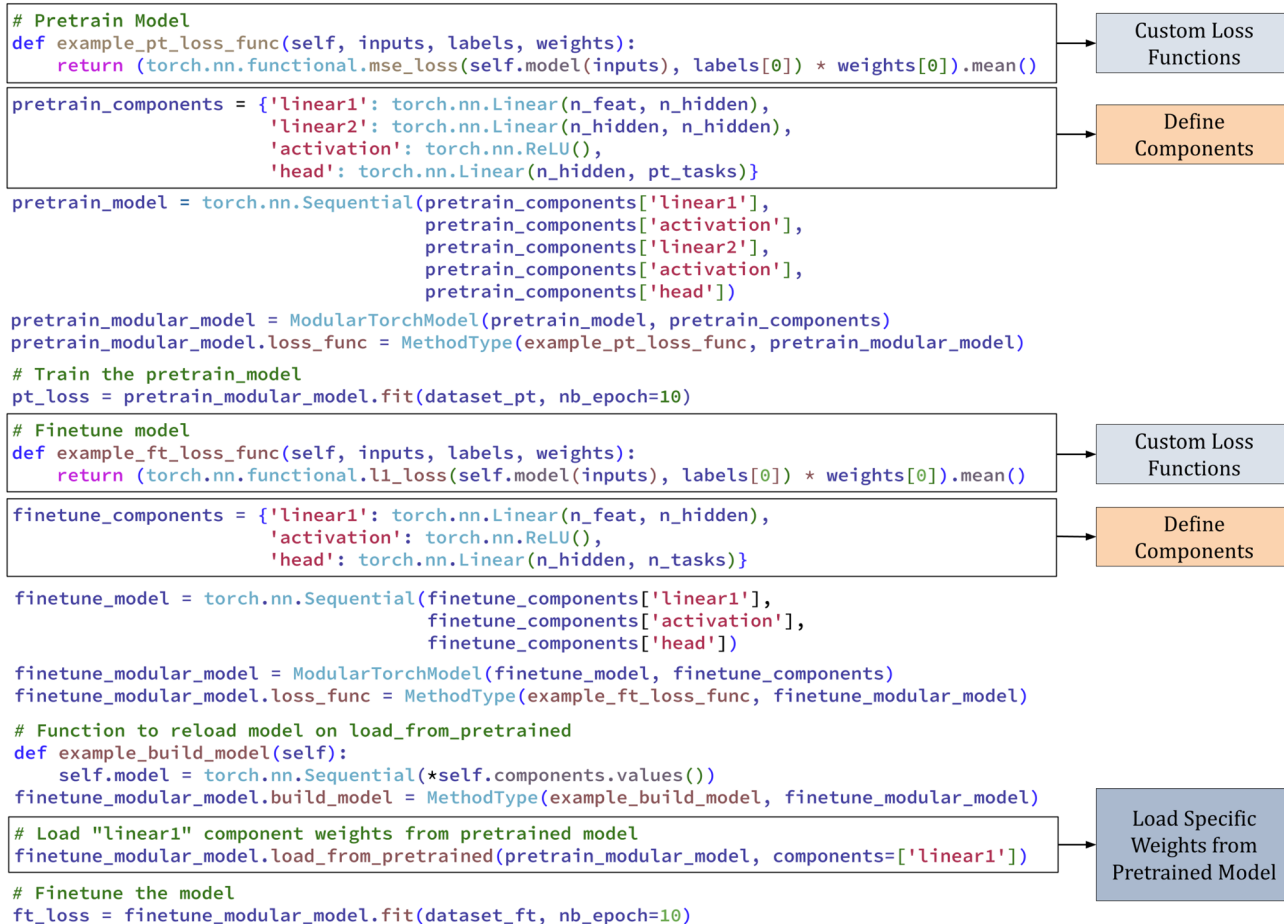 # Pretrain Model
def example_pt_loss_func(self, inputs, labels, weights):
    return (torch.nn.functional.mse_loss(self.model(inputs), labels[0]) * weights[0]).mean()
Custom Loss
Functions
pretrain_components = {'linear1': torch.nn.Linear(n_feat, n_hidden),
                       'linear2': torch.nn.Linear(n_hidden, n_hidden),
                       'activation': torch.nn.ReLU(),
                       'head': torch.nn.Linear(n_hidden, pt_tasks)}
Define
Components
pretrain_model = torch.nn.Sequential(pretrain_components['linear1'],
                                     pretrain_components['activation'],
                                     pretrain_components['linear2'],
                                     pretrain_components['activation'],
                                     pretrain_components['head'])
pretrain_modular_model = ModularTorchModel(pretrain_model, pretrain_components)
pretrain_modular_model.loss_func = MethodType(example_pt_loss_func, pretrain_modular_model)
# Train the pretrain_model
pt_loss = pretrain_modular_model.fit(dataset_pt, nb_epoch=10)
# Finetune model
def example_ft_loss_func(self, inputs, labels, weights):
    return (torch.nn.functional.l1_loss(self.model(inputs), labels[0]) * weights[0]).mean()
Custom Loss
Functions
finetune_components = {'linear1': torch.nn.Linear(n_feat, n_hidden),
                       'activation': torch.nn.ReLU(),
                       'head': torch.nn.Linear(n_hidden, n_tasks)}
Define
Components
finetune_model = torch.nn.Sequential(finetune_components['linear1'],
                                     finetune_components['activation'],
                                     finetune_components['head'])
finetune_modular_model = ModularTorchModel(finetune_model, finetune_components)
finetune_modular_model.loss_func = MethodType(example_ft_loss_func, finetune_modular_model)
# Function to reload model on load_from_pretrained
def example_build_model(self):
    self.model = torch.nn.Sequential(*self.components.values())
finetune_modular_model.build_model = MethodType(example_build_model, finetune_modular_model)
# Load "linear1" component weights from pretrained model
finetune_modular_model.load_from_pretrained(pretrain_modular_model, components=['linear1'])
Load Specific
Weights from
Pretrained Model
# Finetune the model
ft_loss = finetune_modular_model.fit(dataset_ft, nb_epoch=10)